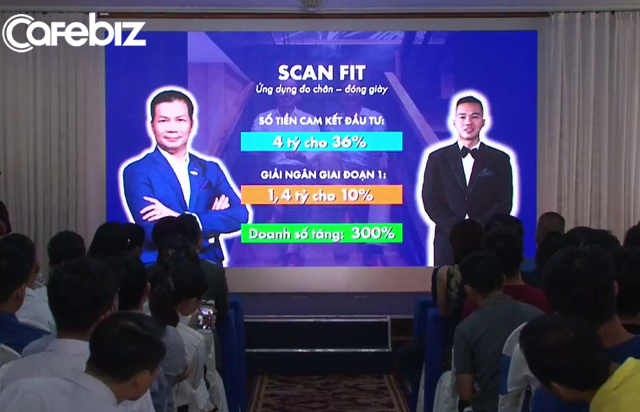 Cafebiz
SCAN FIT
Ứng dụng đo chân – đóng giày
SỐ TIỀN CAM KẾT ĐẦU TƯ:
4 tỷ cho 36%
GIẢI NGÂN GIAI ĐOẠN 1:
1,4 tỷ cho 10%
Doanh số tăng: 300%